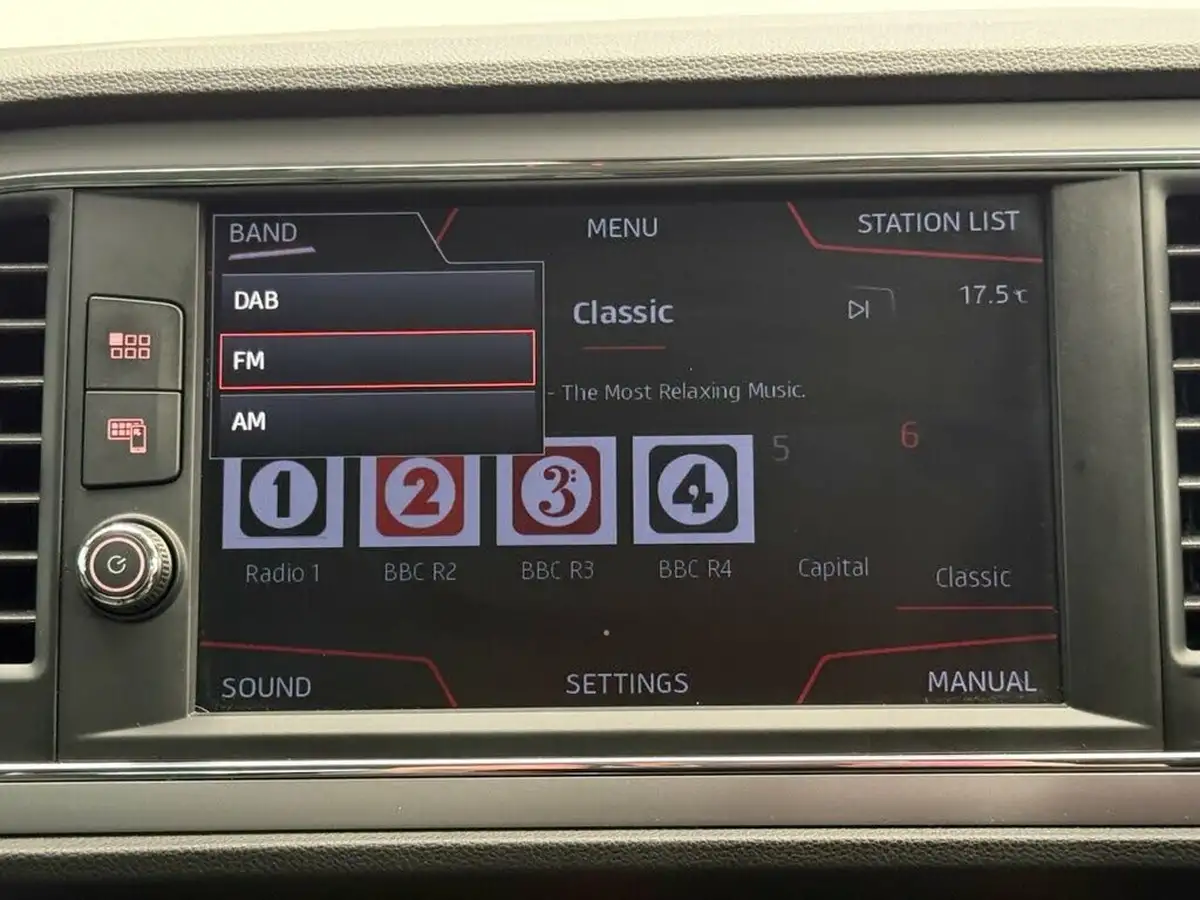 BAND
MENU
STATION LIST
DAB
FM
AM
Classic
17.5°C
- The Most Relaxing Music.
1
2
3
4
5
6
Radio 1
BBC R2
BBC R3
BBC R4
Capital
Classic
SOUND
SETTINGS
MANUAL